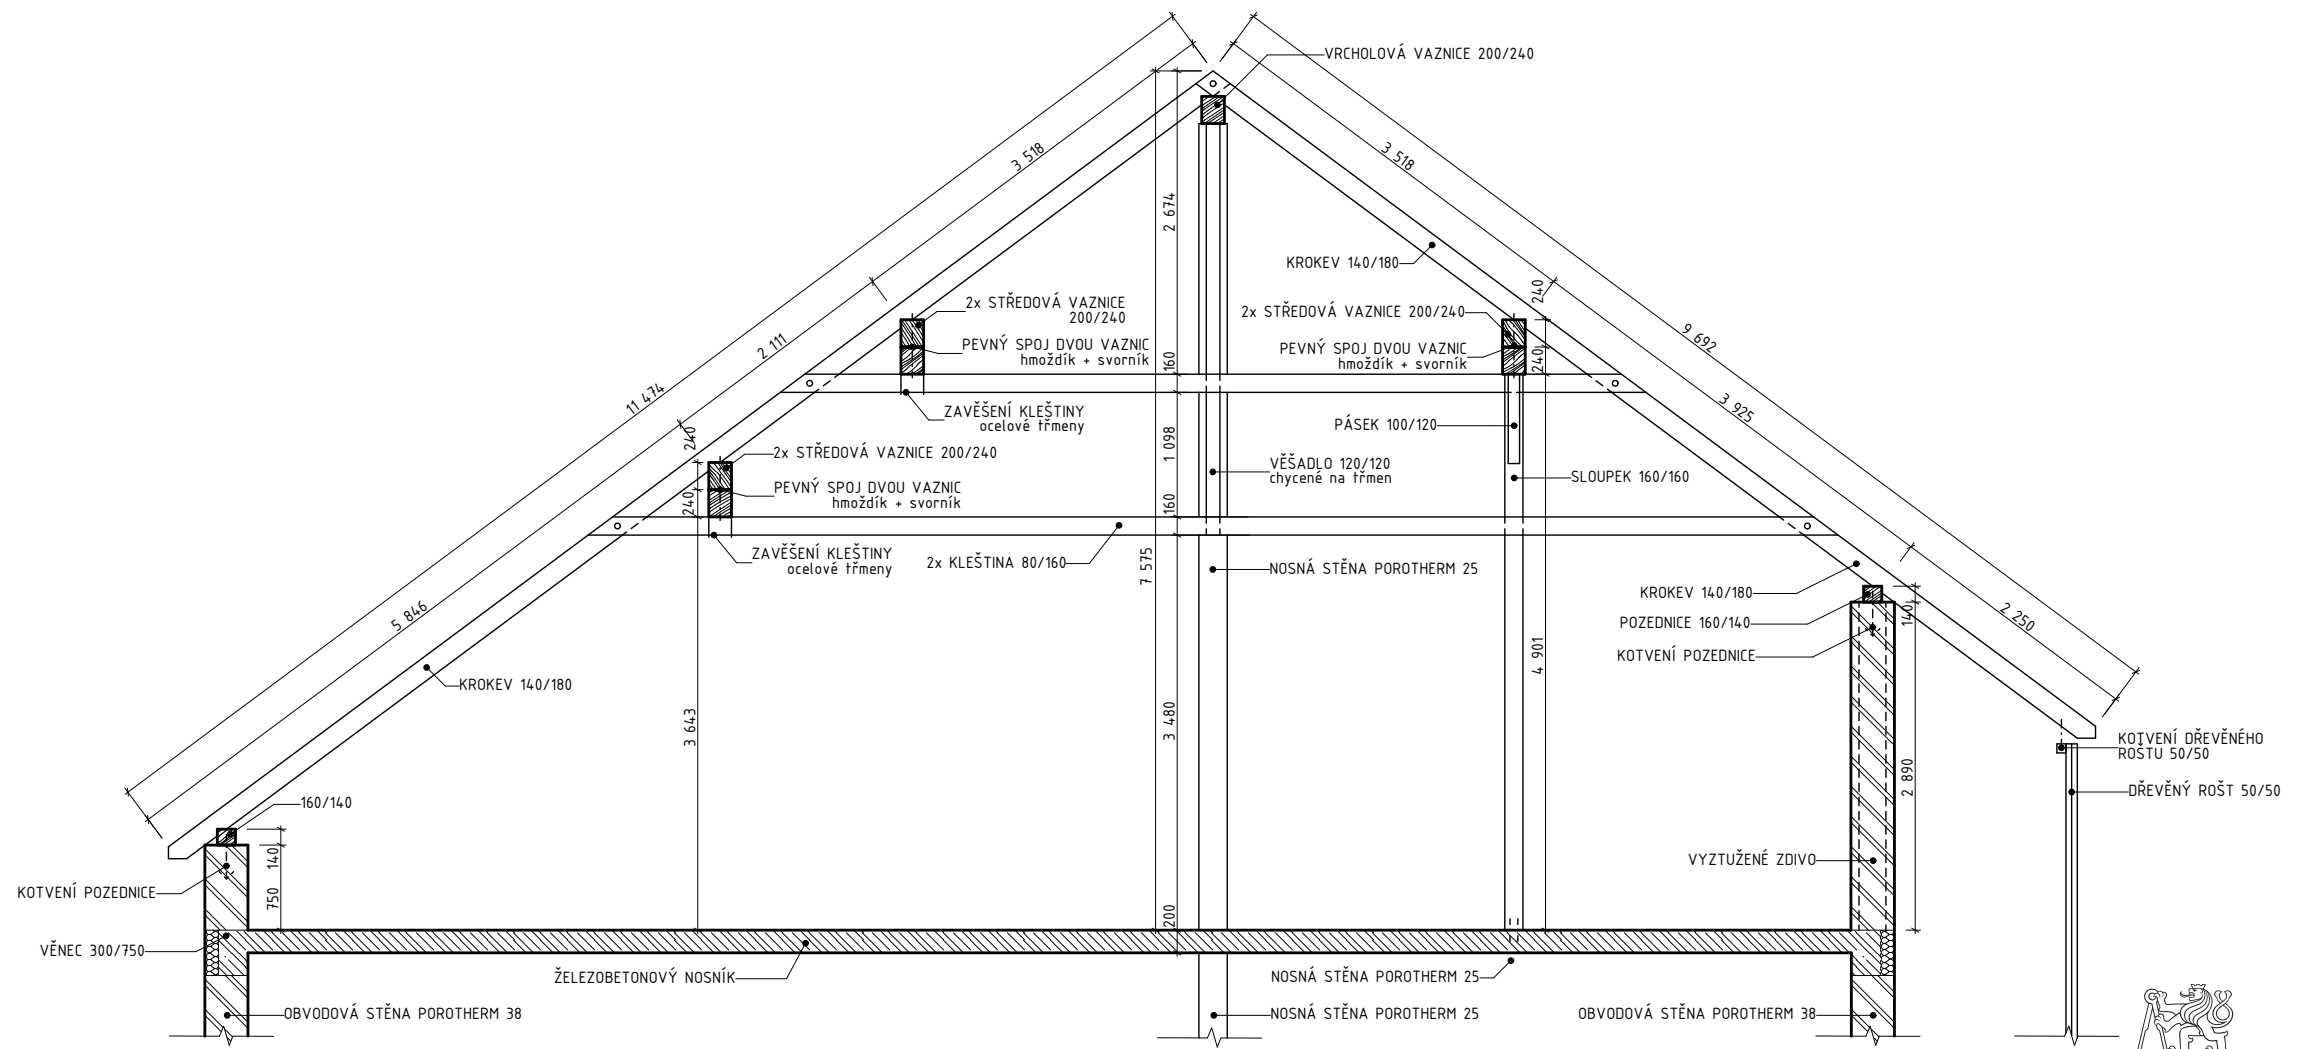 VRCHOLOVÁ VAZNICE 200/240
3 518
3 518
2 674
KROKEV 140/180
240
2x STŘEDOVÁ VAZNICE
200/240
2x STŘEDOVÁ VAZNICE 200/240
9 692
2 111
PEVNÝ SPOJ DVOU VAZNIC
hmoždík + svorník
PEVNÝ SPOJ DVOU VAZNIC
hmoždík + svorník
160
240
11 474
ZAVĚŠENÍ KLEŠTINY
ocelové třmeny
3 925
PÁSEK 100/120
240
1 098
2x STŘEDOVÁ VAZNICE 200/240
VĚŠADLO 120/120
chycené na třmen
SLOUPEK 160/160
PEVNÝ SPOJ DVOU VAZNIC
hmoždík + svorník
240
160
ZAVĚŠENÍ KLEŠTINY
ocelové třmeny
2x KLEŠTINA 80/160
7 575
NOSNÁ STĚNA POROTHERM 25
5 846
KROKEV 140/180
140
2 250
POZEDNICE 160/140
KOTVENÍ POZEDNICE
4 901
KROKEV 140/180
3 643
3 480
KOTVENÍ DŘEVĚNÉHO
ROŠTU 50/50
2 890
DŘEVĚNÝ ROŠT 50/50
160/140
140
VYZTUŽENÉ ZDIVO
KOTVENÍ POZEDNICE
750
200
VĚNEC 300/750
ŽELEZOBETONOVÝ NOSNÍK
NOSNÁ STĚNA POROTHERM 25
OBVODOVÁ STĚNA POROTHERM 38
NOSNÁ STĚNA POROTHERM 25
OBVODOVÁ STĚNA POROTHERM 38